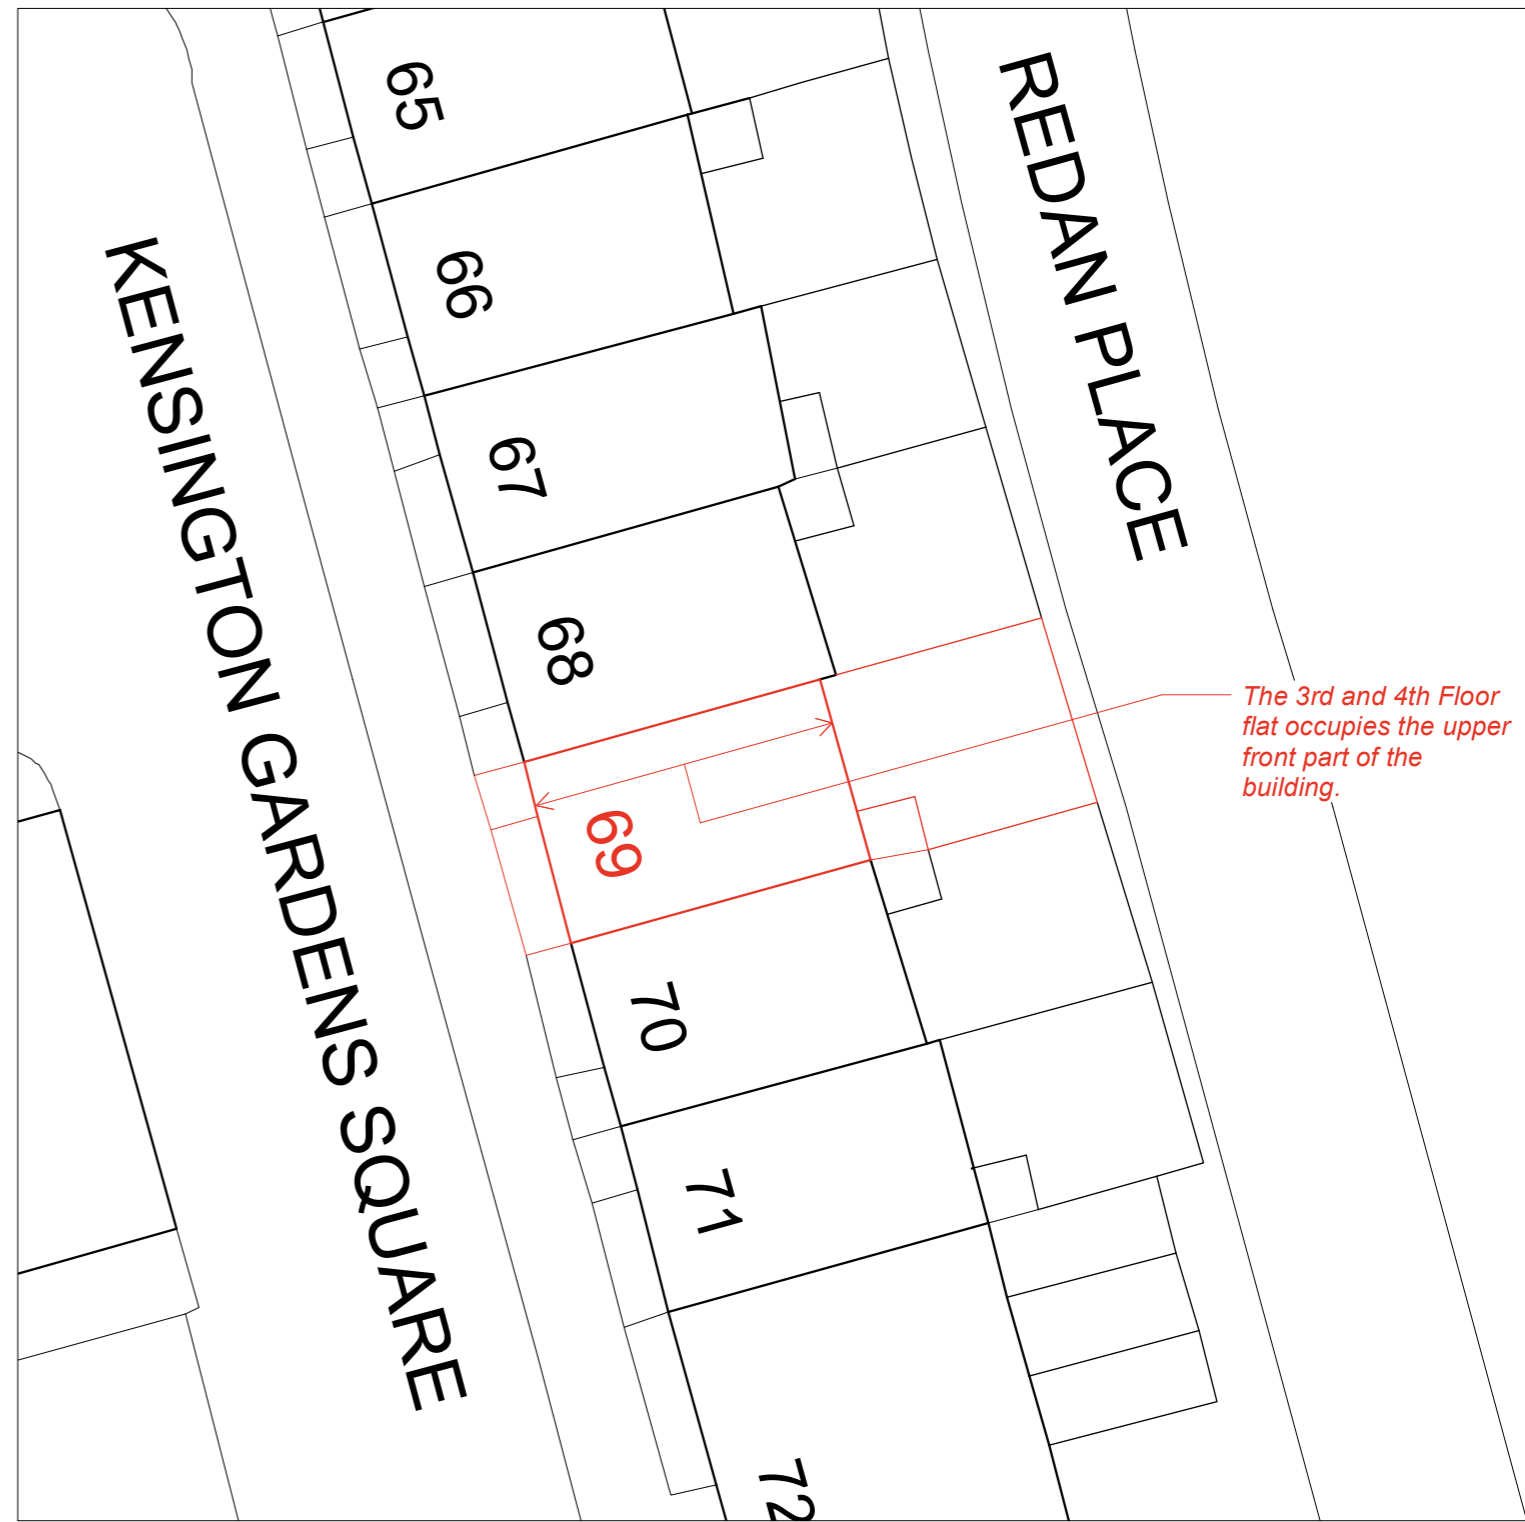 KENSINGTON GARDENS SQUARE
REDAN PLACE
65
66
67
68
69
70
71
72
The 3rd and 4th Floor
flat occupies the upper
front part of the
building.